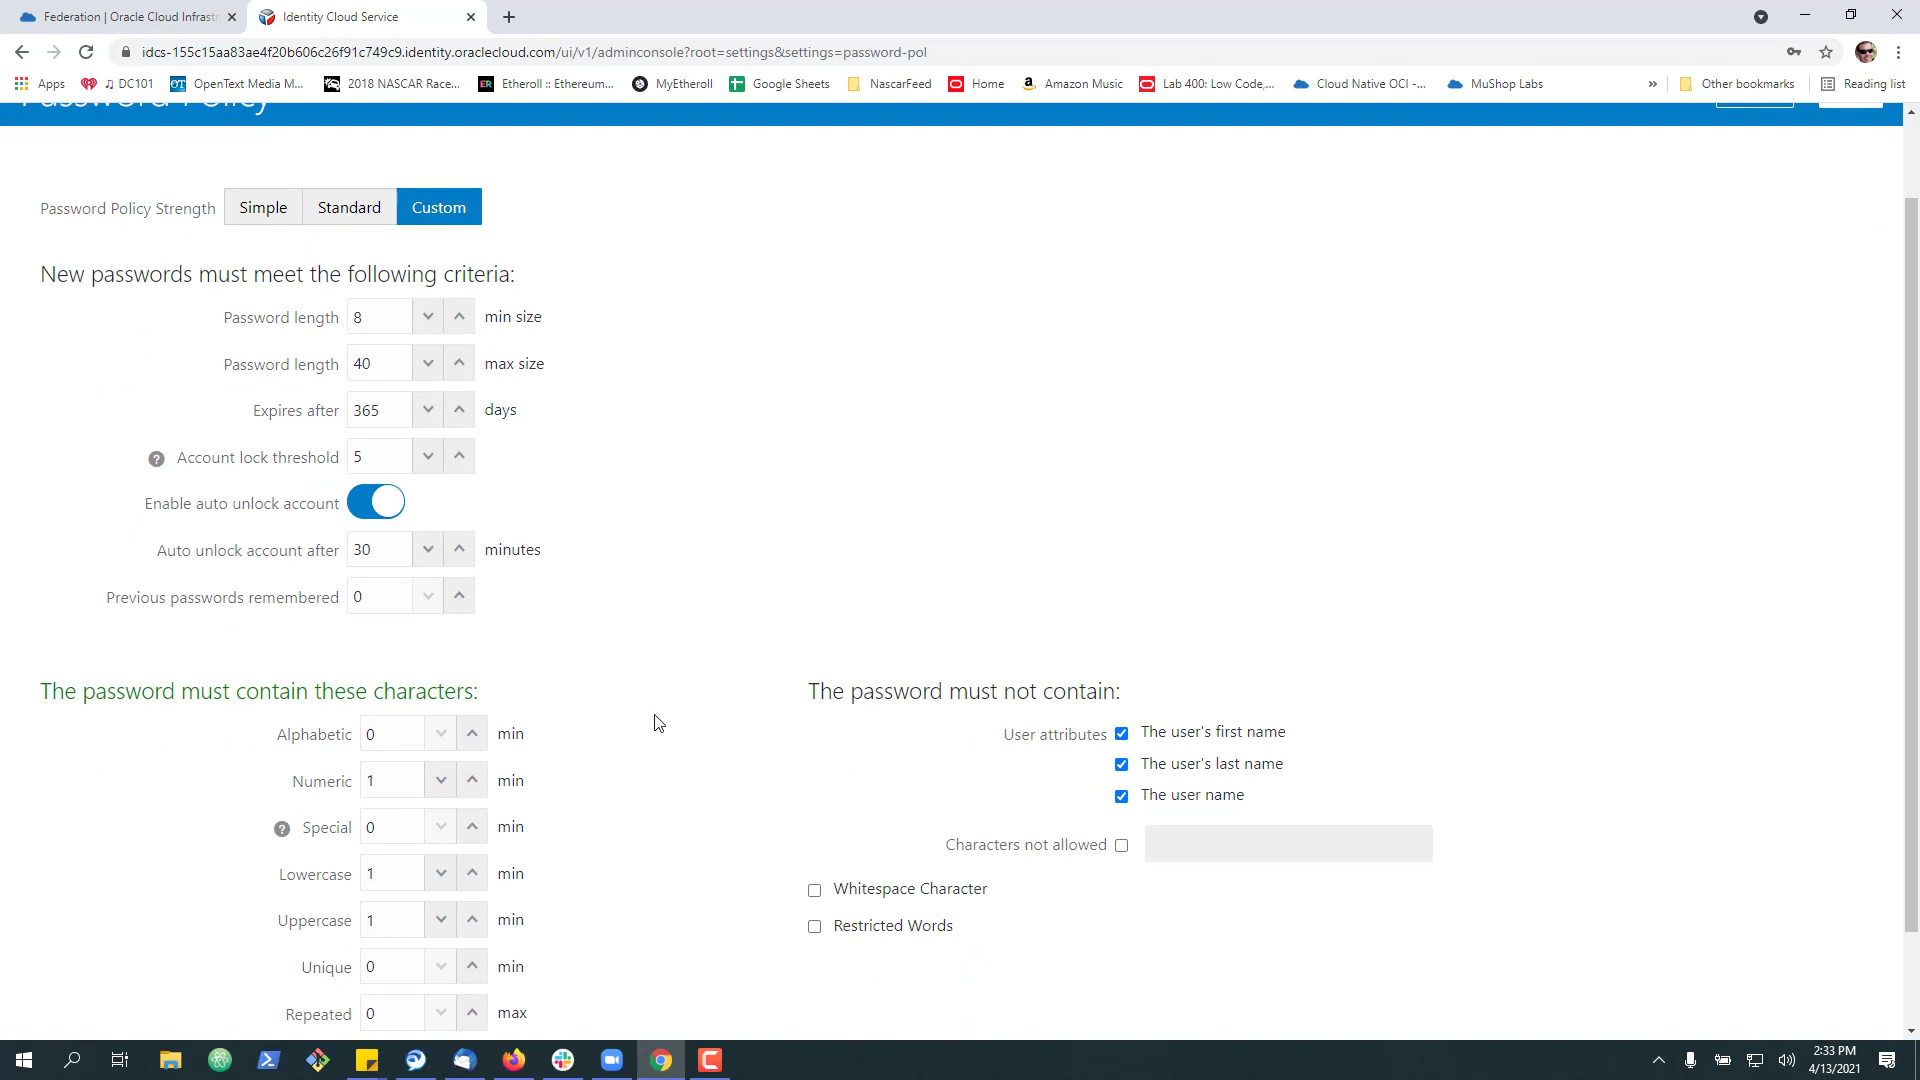 Federation | Oracle Cloud Infrast
Identity Cloud Service
idcs-155c15aa83ae4f20b606c26f91c749c9.identity.oraclecloud.com/ui/v1/adminconsole?root=settings&settings=password-pol
Apps
♫ DC101
OpenText Media M...
2018 NASCAR Race...
ER
Etheroll :: Ethereum...
MyEtheroll
Google Sheets
NascarFeed
Home
Amazon Music
Lab 400: Low Code,...
Cloud Native OCI -...
MuShop Labs
»
Other bookmarks
Reading list
Password Policy
Password Policy Strength
Simple
Standard
Custom
New passwords must meet the following criteria:
Password length 8 min size
Password length 40 max size
Expires after 365 days
? Account lock threshold 5
Enable auto unlock account
Auto unlock account after 30 minutes
Previous passwords remembered 0
The password must contain these characters:
Alphabetic 0 min
Numeric 1 min
? Special 0 min
Lowercase 1 min
Uppercase 1 min
Unique 0 min
Repeated 0 max
The password must not contain:
User attributes The user's first name
The user's last name
The user name
Characters not allowed
Whitespace Character
Restricted Words
2:33 PM
4/13/2021